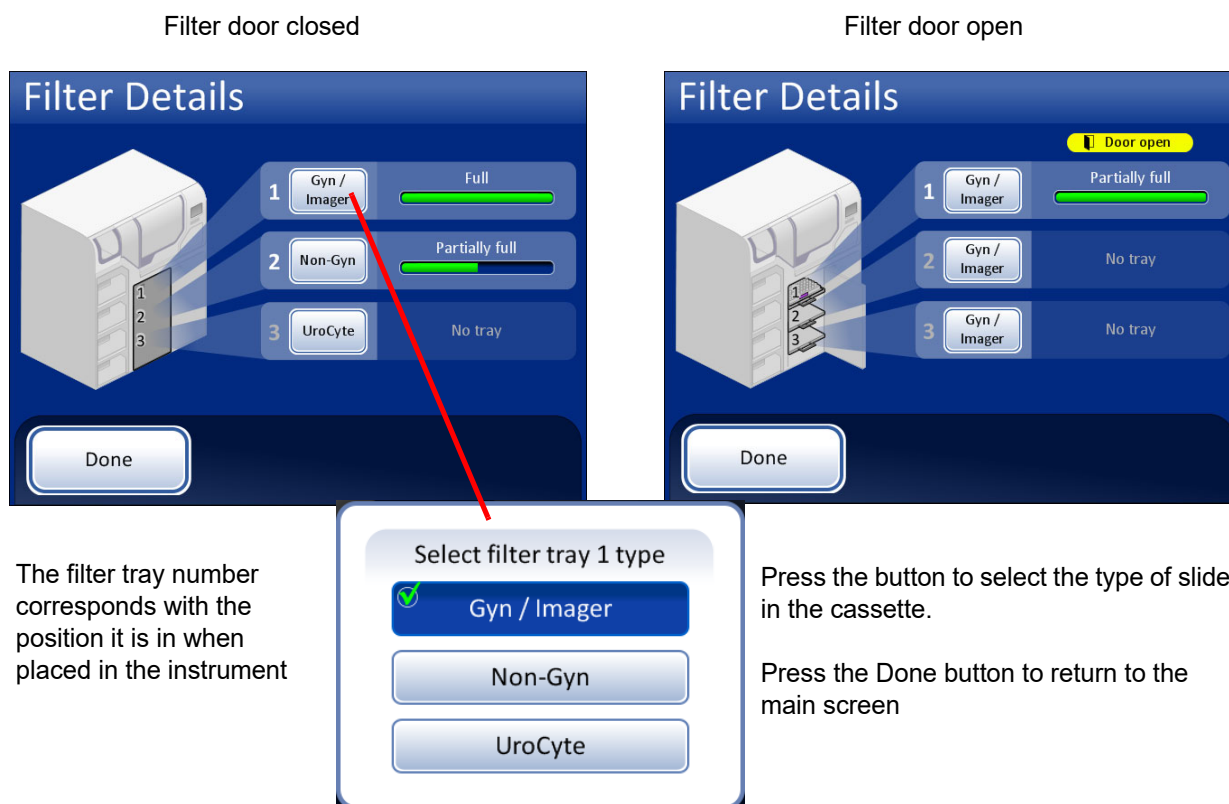 Filter door closed
Filter Details
1
Gyn /
Imager
Full
2
Non-Gyn
Partially full
3
UroCyte
No tray
1
2
3
Done
Filter door open
Filter Details
Door open
1
Gyn /
Imager
Partially full
2
Gyn /
Imager
No tray
3
Gyn /
Imager
No tray
1
2
3
Done
The filter tray number
corresponds with the
position it is in when
placed in the instrument
Select filter tray 1 type
Gyn / Imager
Non-Gyn
UroCyte
Press the button to select the type of slide
in the cassette.
Press the Done button to return to the
main screen